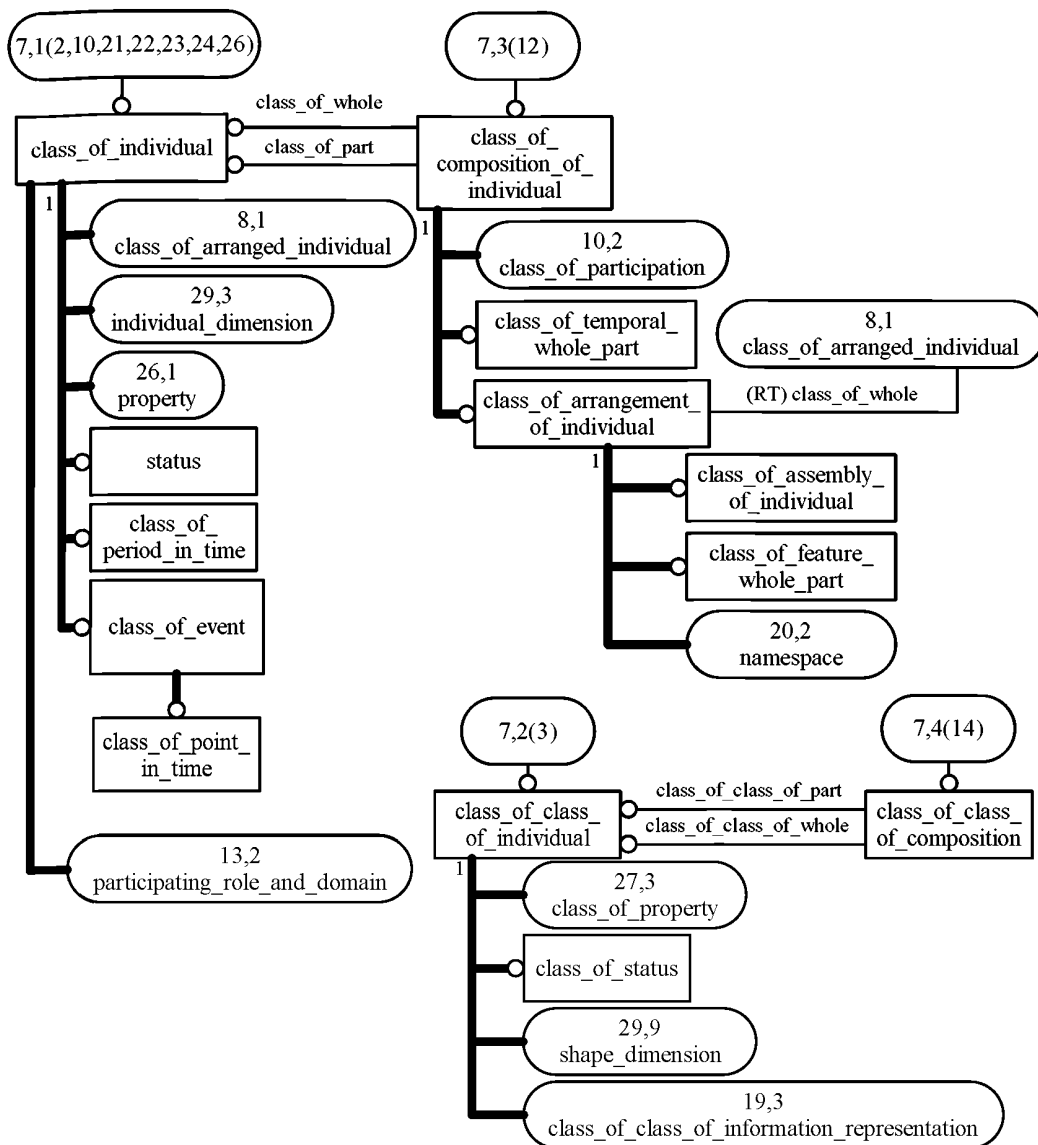 7,1(2,10,21,22,23,24,26)
7,3(12)
class_of_whole
class_of_individual
class_of_part
class_of_
composition_of_
individual
1
8,1
class_of_arranged_individual
29,3
individual_dimension
26,1
property
status
class_of_
period_in_time
class_of_event
class_of_point_
in_time
13,2
participating_role_and_domain
1
10,2
class_of_participation
class_of_temporal_
whole_part
8,1
class_of_arranged_individual
class_of_arrangement_
of_individual
(RT) class_of_whole
1
class_of_assembly_
of_individual
class_of_feature_
whole_part
20,2
namespace
7,2(3)
7,4(14)
class_of_class_of_part
class_of_class_
of_individual
class_of_class_of_whole
class_of_class_
of_composition
1
27,3
class_of_property
class_of_status
29,9
shape_dimension
19,3
class_of_class_of_information_representation